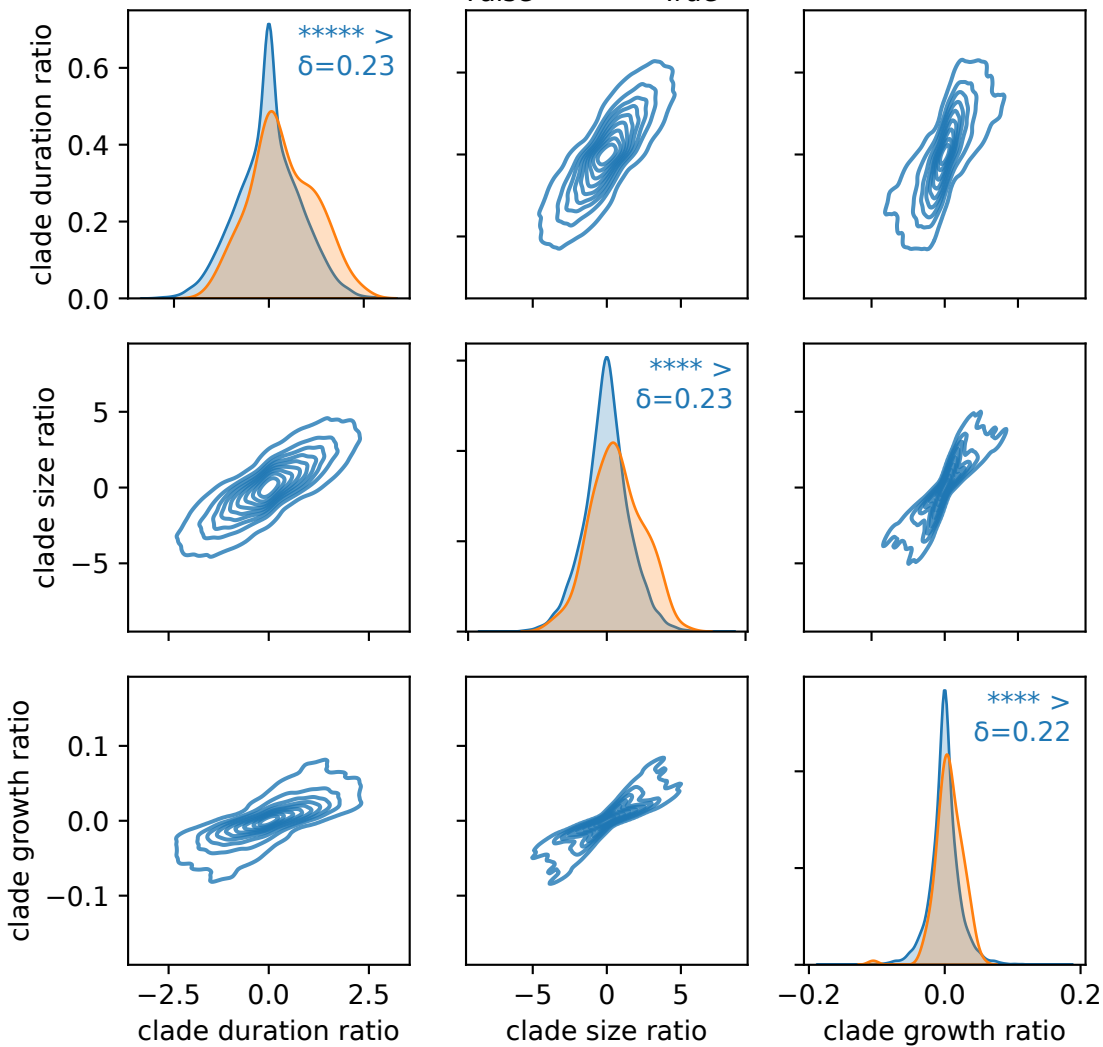 ***** >
δ=0.23
clade duration ratio
0.6
0.4
0.2
0.0
**** >
δ=0.23
clade size ratio
5
0
−5
**** >
δ=0.22
clade growth ratio
0.1
0.0
−0.1
−2.5 0.0 2.5 −5 0 5 −0.2 0.0 0.2
clade duration ratio clade size ratio clade growth ratio